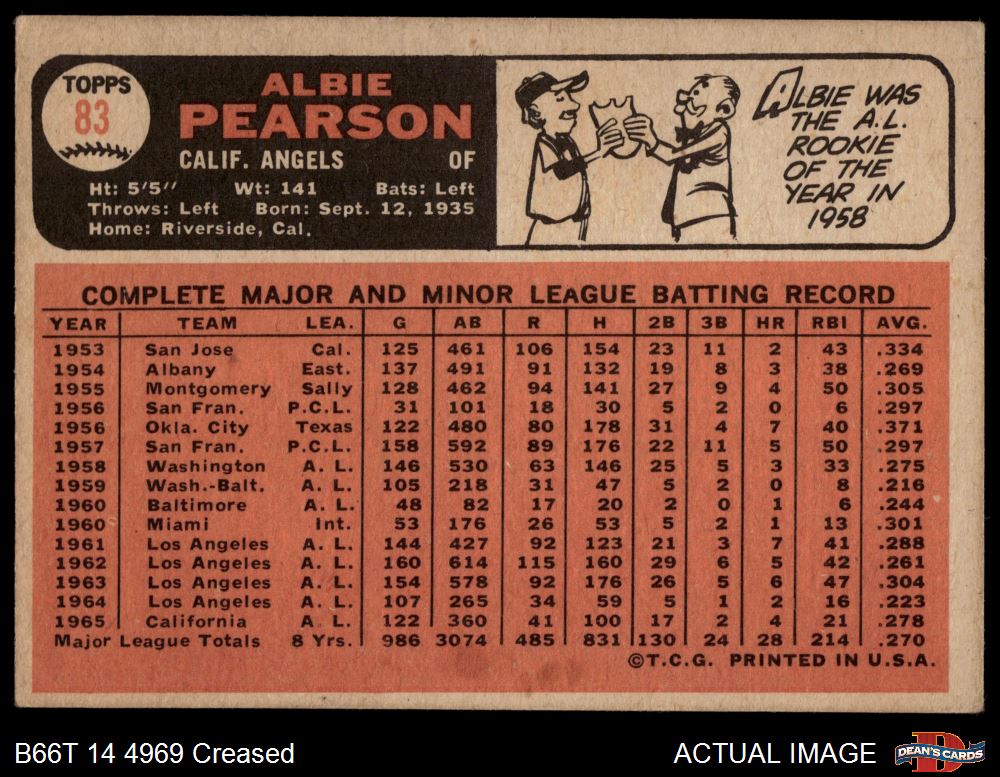 TOPPS
83
ALBIE
PEARSON
CALIF. ANGELS OF
Ht: 5'5" Wt: 141 Bats: Left
Throws: Left Born: Sept. 12, 1935
Home: Riverside, Cal.
ALBIE WAS
THE A.L.
ROOKIE
OF THE
YEAR IN
1958
COMPLETE MAJOR AND MINOR LEAGUE BATTING RECORD
YEAR TEAM LEA. G AB R H 2B 3B HR RBI AVG.
1953 San Jose Cal. 125 461 106 154 23 11 2 43 .334
1954 Albany East. 137 491 91 132 19 8 3 38 .269
1955 Montgomery Sally 128 462 94 141 27 9 4 50 .305
1956 San Fran. P.C.L. 31 101 18 30 5 2 0 6 .297
1956 Okla. City Texas 122 480 80 178 31 4 7 40 .371
1957 San Fran. P.C.L. 158 592 89 176 22 11 5 50 .297
1958 Washington A. L. 146 530 63 146 25 5 3 33 .275
1959 Wash.-Balt. A. L. 105 218 31 47 5 2 0 8 .216
1960 Baltimore A. L. 48 82 17 20 2 0 1 6 .244
1960 Miami Int. 53 176 26 53 5 2 1 13 .301
1961 Los Angeles A. L. 144 427 92 123 21 3 7 41 .288
1962 Los Angeles A. L. 160 614 115 160 29 6 5 42 .261
1963 Los Angeles A. L. 154 578 92 176 26 5 6 47 .304
1964 Los Angeles A. L. 107 265 34 59 5 1 2 16 .223
1965 California A. L. 122 360 41 100 17 2 4 21 .278
Major League Totals 8 Yrs. 986 3074 485 831 130 24 28 214 .270
©T.C.G. PRINTED IN U.S.A.
B66T 14 4969 Creased ACTUAL IMAGE
DEAN'S CARDS